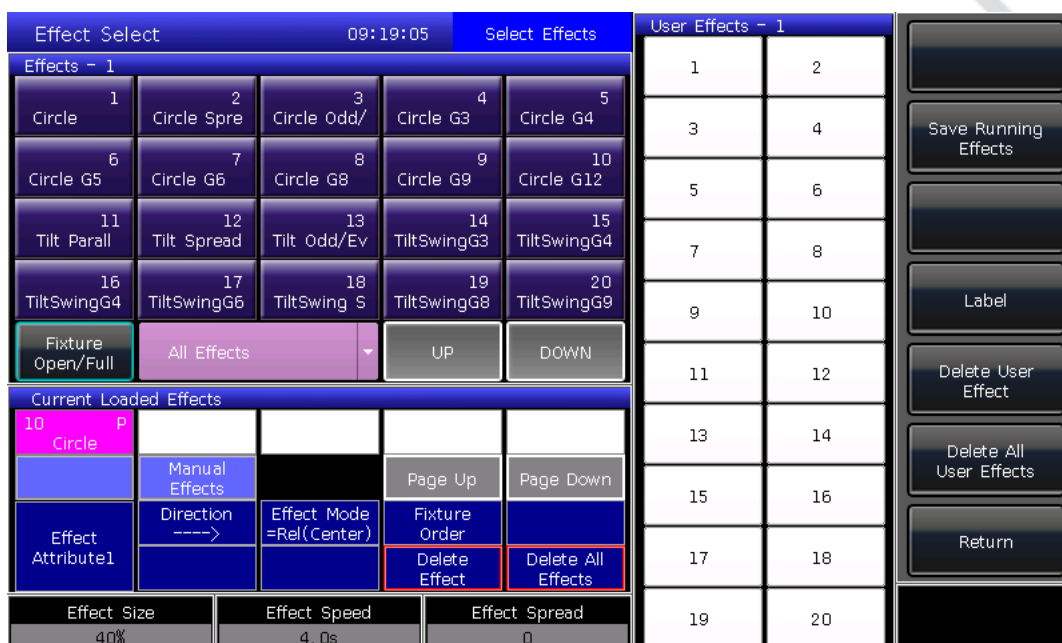 Effect Select 09:19:05 Select Effects
Effects - 1
1 2 3 4 5
Circle Circle Spre Circle Odd/ Circle G3 Circle G4
6 7 8 9 10
Circle G5 Circle G6 Circle G8 Circle G9 Circle G12
11 12 13 14 15
Tilt Parall Tilt Spread Tilt Odd/Ev TiltSwingG3 TiltSwingG4
16 17 18 19 20
TiltSwingG4 TiltSwingG6 TiltSwing S TiltSwingG8 TiltSwingG9
Fixture
Open/Full
All Effects
UP
DOWN
Current Loaded Effects
10 P
Circle
Manual
Effects
Page Up
Page Down
Effect
Attribute1
Direction
---->
Effect Mode
=Rel(Center)
Fixture
Order
Delete
Effect
Delete All
Effects
Effect Size Effect Speed Effect Spread
40% 4.0s 0
User Effects - 1
1 2
3 4
5 6
7 8
9 10
11 12
13 14
15 16
17 18
19 20
Save Running
Effects
Label
Delete User
Effect
Delete All
User Effects
Return